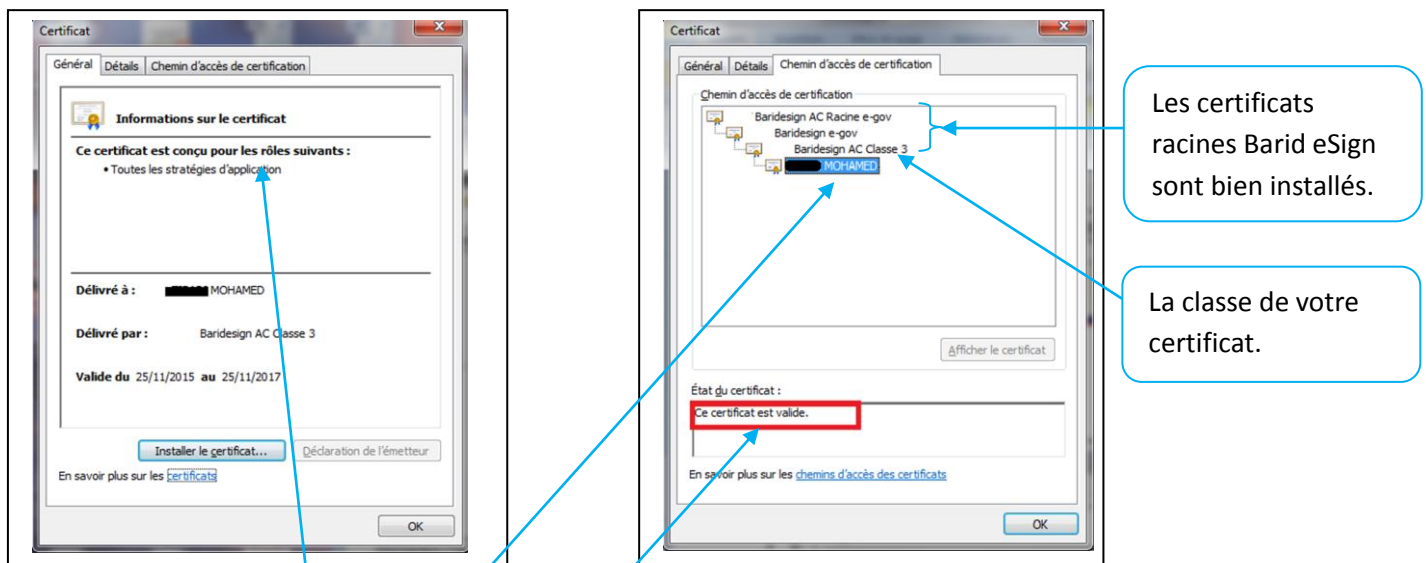 Certificat
Général Détails Chemin d'accès de certification
Informations sur le certificat
Ce certificat est conçu pour les rôles suivants :
• Toutes les stratégies d'application
Délivré à : MOHAMED
Délivré par : Baridesign AC Classe 3
Valide du 25/11/2015 au 25/11/2017
Installer le certificat... Déclaration de l'émetteur
En savoir plus sur les certificats
OK
Certificat
Général Détails Chemin d'accès de certification
Chemin d'accès de certification
Baridesign AC Racine e-gov
Baridesign e-gov
Baridesign AC Classe 3
MOHAMED
Afficher le certificat
État du certificat :
Ce certificat est valide.
En savoir plus sur les chemins d'accès des certificats
OK
Les certificats
racines Barid eSign
sont bien installés.
La classe de votre
certificat.